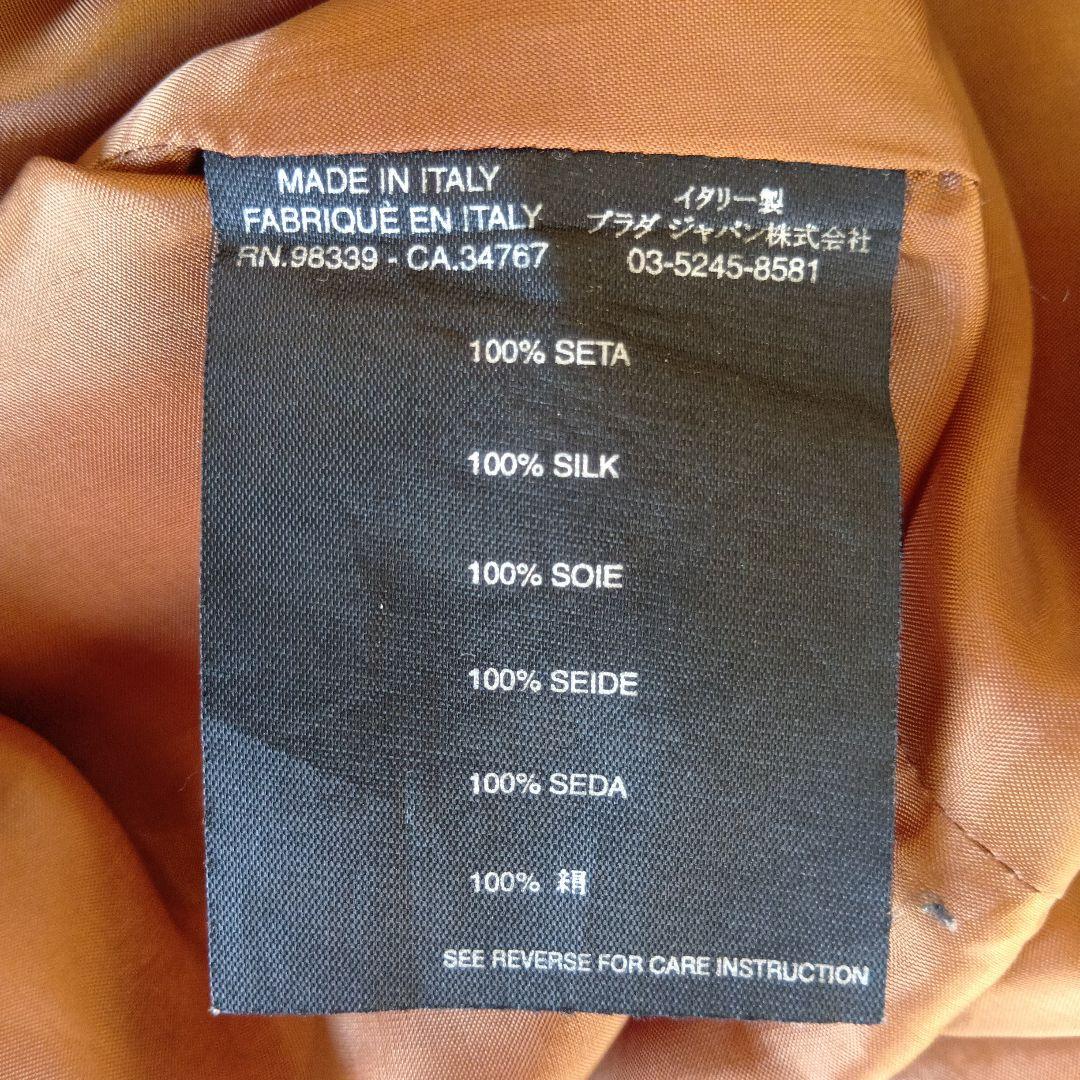 MADE IN ITALY
FABRIQUÈ EN ITALY
RN.98339 - CA.34767
イタリー製
プラダ ジャパン株式会社
03-5245-8581
100% SETA
100% SILK
100% SOIE
100% SEIDE
100% SEDA
100% 絹
SEE REVERSE FOR CARE INSTRUCTION